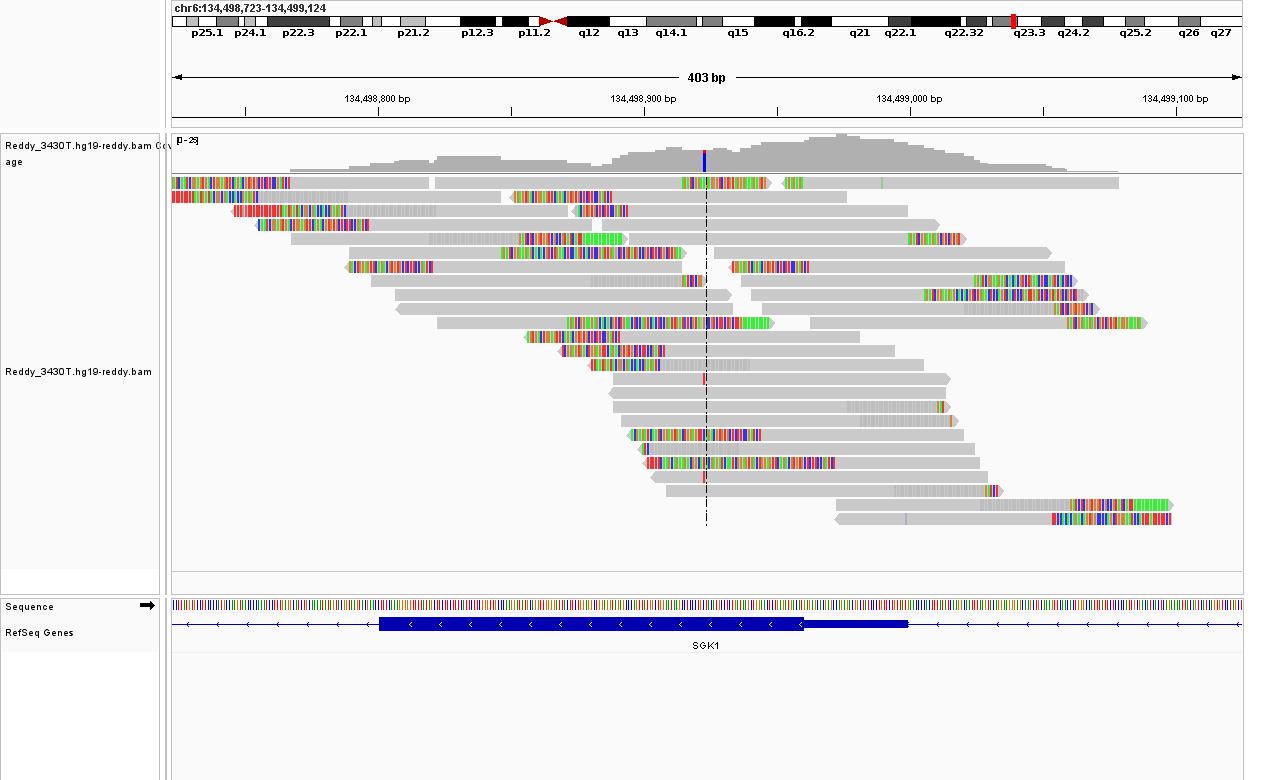 chr6:134,498,723-134,499,124
p25.1 p24.1 p22.3 p22.1 p21.2 p12.3 p11.2 q12 q13 q14.1 q15 q16.2 q21 q22.1 q22.32 q23.3 q24.2 q25.2 q26 q27
403 bp
134,498,800 bp 134,498,900 bp 134,499,000 bp 134,499,100 bp
Reddy_3430T.hg19-reddy.bam Cov
age
Reddy_3430T.hg19-reddy.bam
Sequence
RefSeq Genes
SGK1